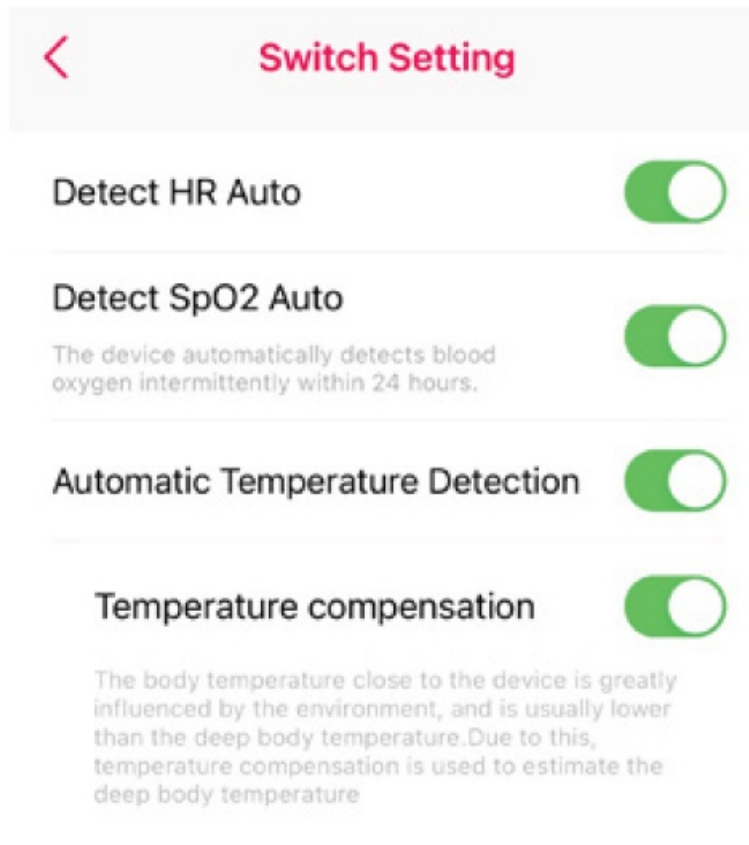 Switch Setting
Detect HR Auto
Detect SpO2 Auto
The device automatically detects blood
oxygen intermittently within 24 hours.
Automatic Temperature Detection
Temperature compensation
The body temperature close to the device is greatly
influenced by the environment, and is usually lower
than the deep body temperature.Due to this,
temperature compensation is used to estimate the
deep body temperature